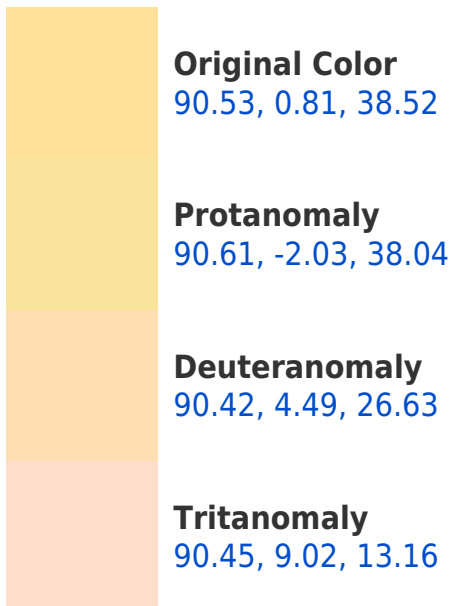 Original Color
90.53, 0.81, 38.52
Protanomaly
90.61, -2.03, 38.04
Deuteranomaly
90.42, 4.49, 26.63
Tritanomaly
90.45, 9.02, 13.16